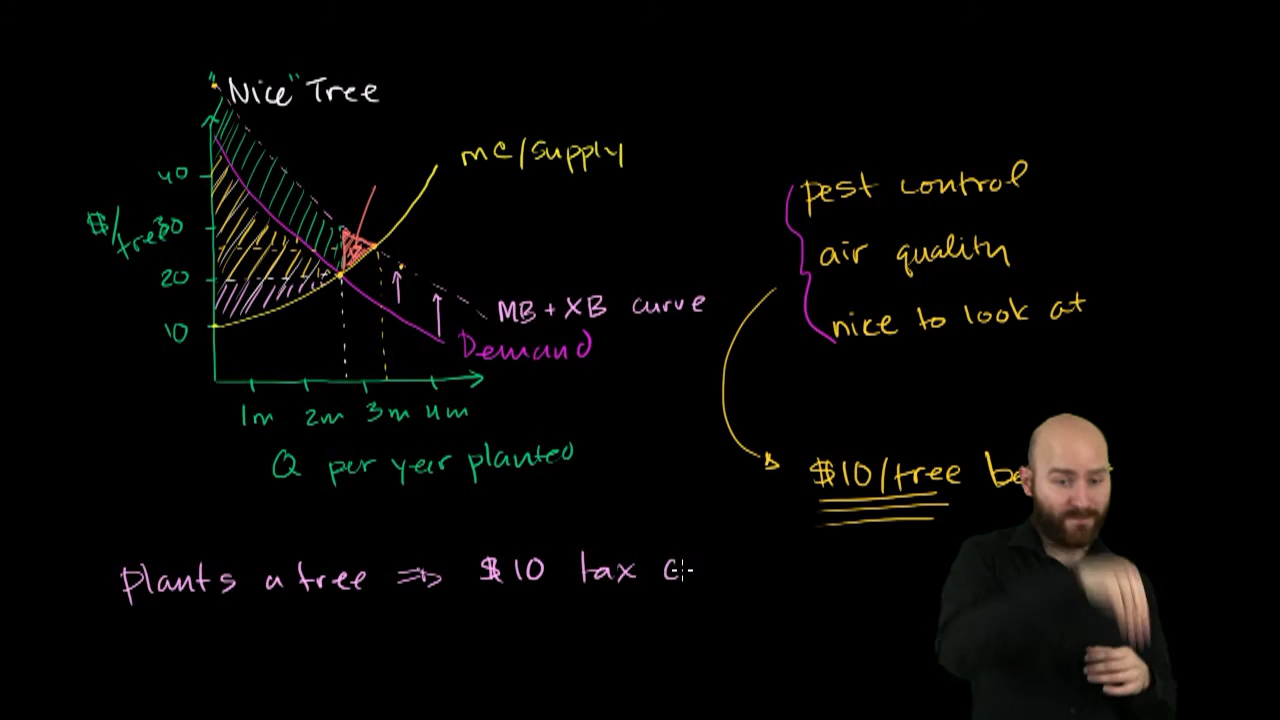 "Nice" Tree
mc/supply
40
$/tree
30
20
10
MB + XB curve
Demand
1m 2m 3m 4m
Q per year planted
pest control
air quality
nice to look at
$10/tree be
plants a tree ⇒ $10 tax c